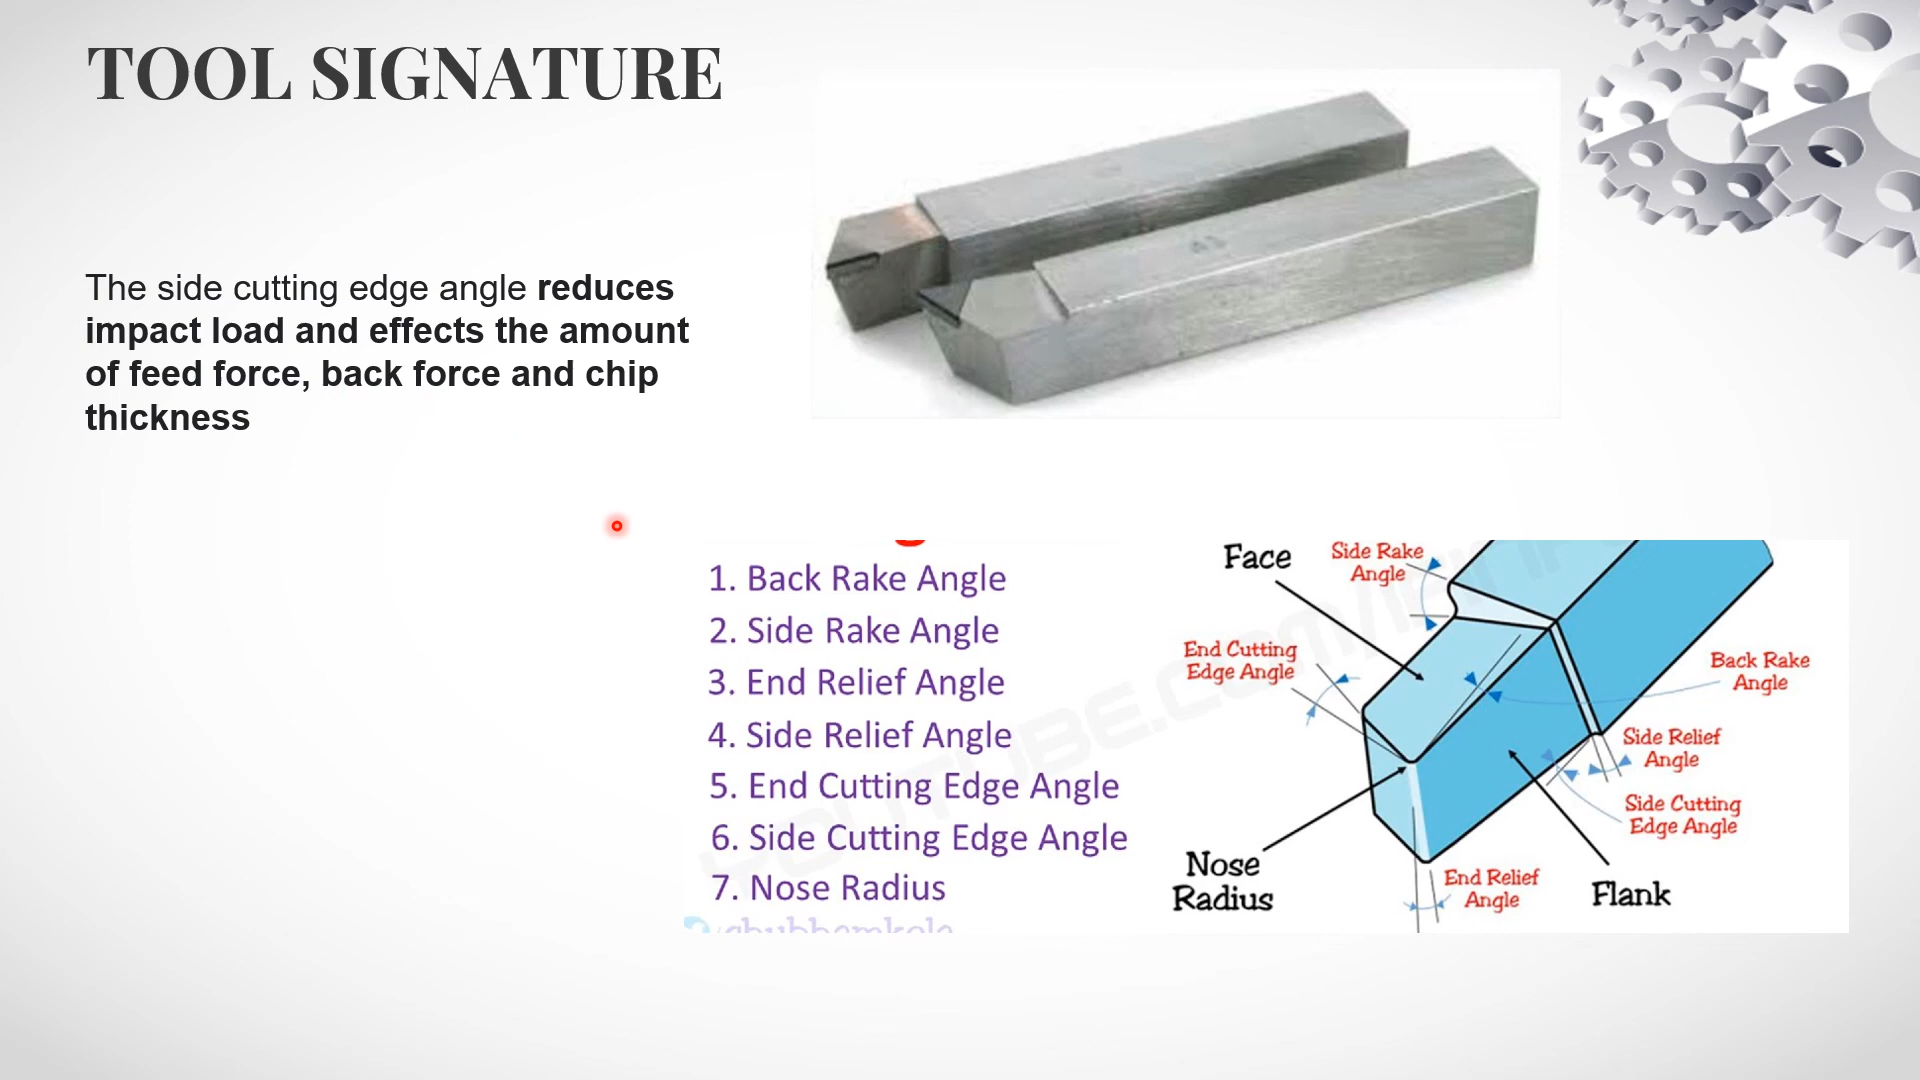 TOOL SIGNATURE
The side cutting edge angle reduces
impact load and effects the amount
of feed force, back force and chip
thickness
1. Back Rake Angle
2. Side Rake Angle
3. End Relief Angle
4. Side Relief Angle
5. End Cutting Edge Angle
6. Side Cutting Edge Angle
7. Nose Radius
Face
Side Rake
Angle
End Cutting
Edge Angle
Back Rake
Angle
Side Relief
Angle
Side Cutting
Edge Angle
Nose
Radius
End Relief
Angle
Flank